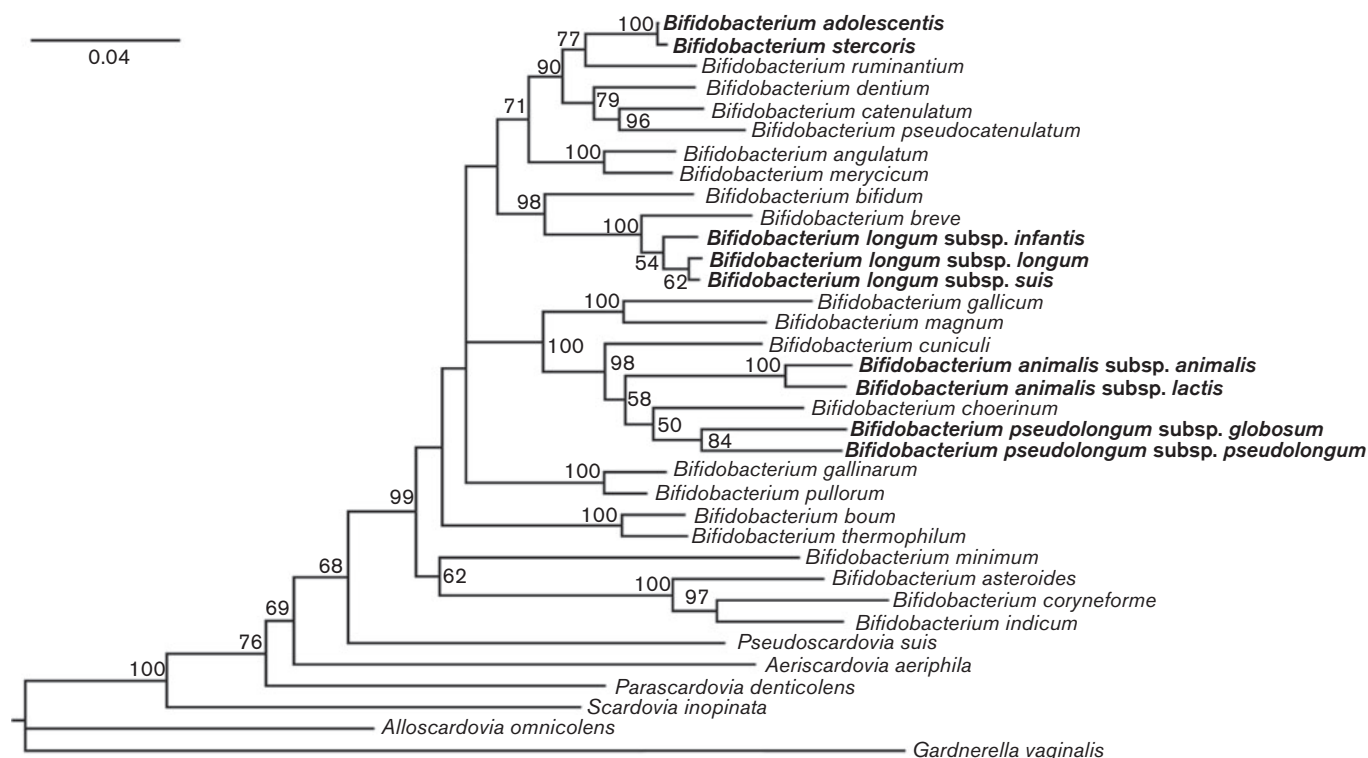 0.04
100 Bifidobacterium adolescentis
77 Bifidobacterium stercoris
90 Bifidobacterium ruminantium
Bifidobacterium dentium
71 79 Bifidobacterium catenulatum
96 Bifidobacterium pseudocatenulatum
100 Bifidobacterium angulatum
Bifidobacterium merycicum
98 Bifidobacterium bifidum
100 Bifidobacterium breve
Bifidobacterium longum subsp. infantis
54 Bifidobacterium longum subsp. longum
62 Bifidobacterium longum subsp. suis
100 Bifidobacterium gallicum
Bifidobacterium magnum
100 Bifidobacterium cuniculi
98 100 Bifidobacterium animalis subsp. animalis
Bifidobacterium animalis subsp. lactis
58 Bifidobacterium choerinum
50 Bifidobacterium pseudolongum subsp. globosum
84 Bifidobacterium pseudolongum subsp. pseudolongum
100 Bifidobacterium gallinarum
Bifidobacterium pullorum
99 100 Bifidobacterium boum
Bifidobacterium thermophilum
Bifidobacterium minimum
68 62 100 Bifidobacterium asteroides
97 Bifidobacterium coryneforme
69 Bifidobacterium indicum
76 Pseudoscardovia suis
100 Aeriscardovia aeriphila
Parascardovia denticolens
Scardovia inopinata
Alloscardovia omnicolens
Gardnerella vaginalis